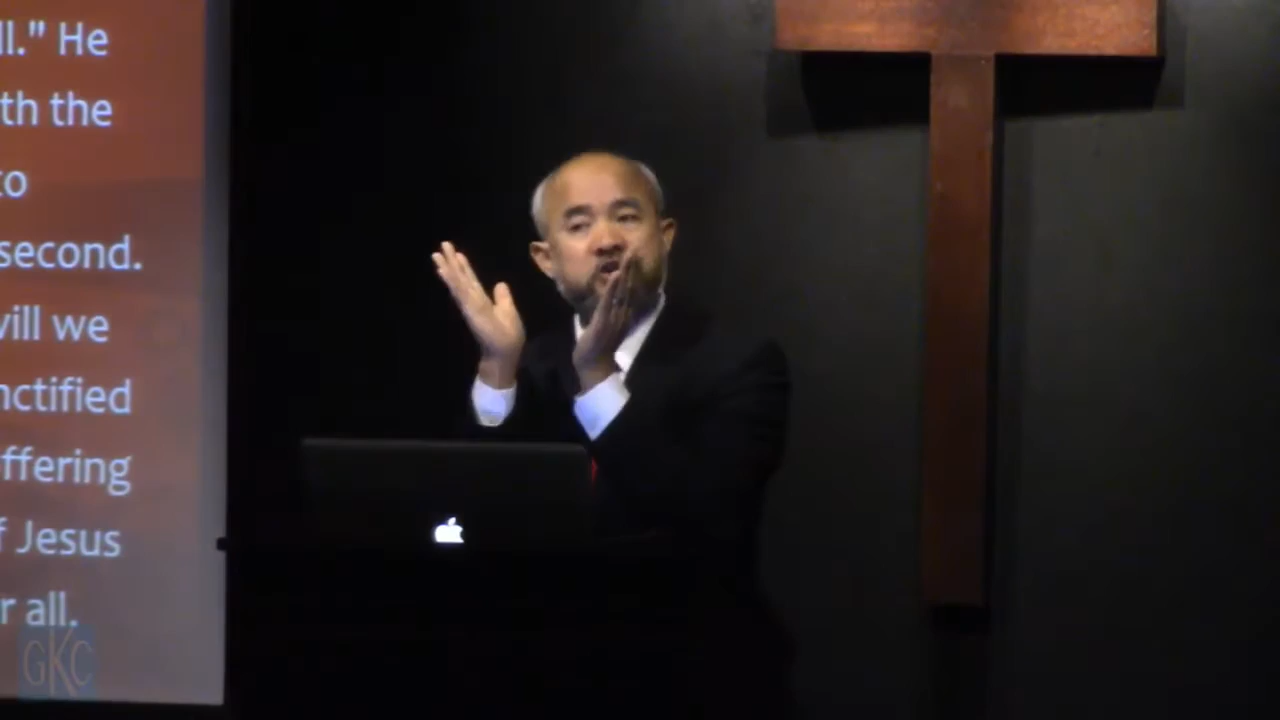 ll." He
th the
to
second.
will we
nctified
ffering
f Jesus
r all.
GKC